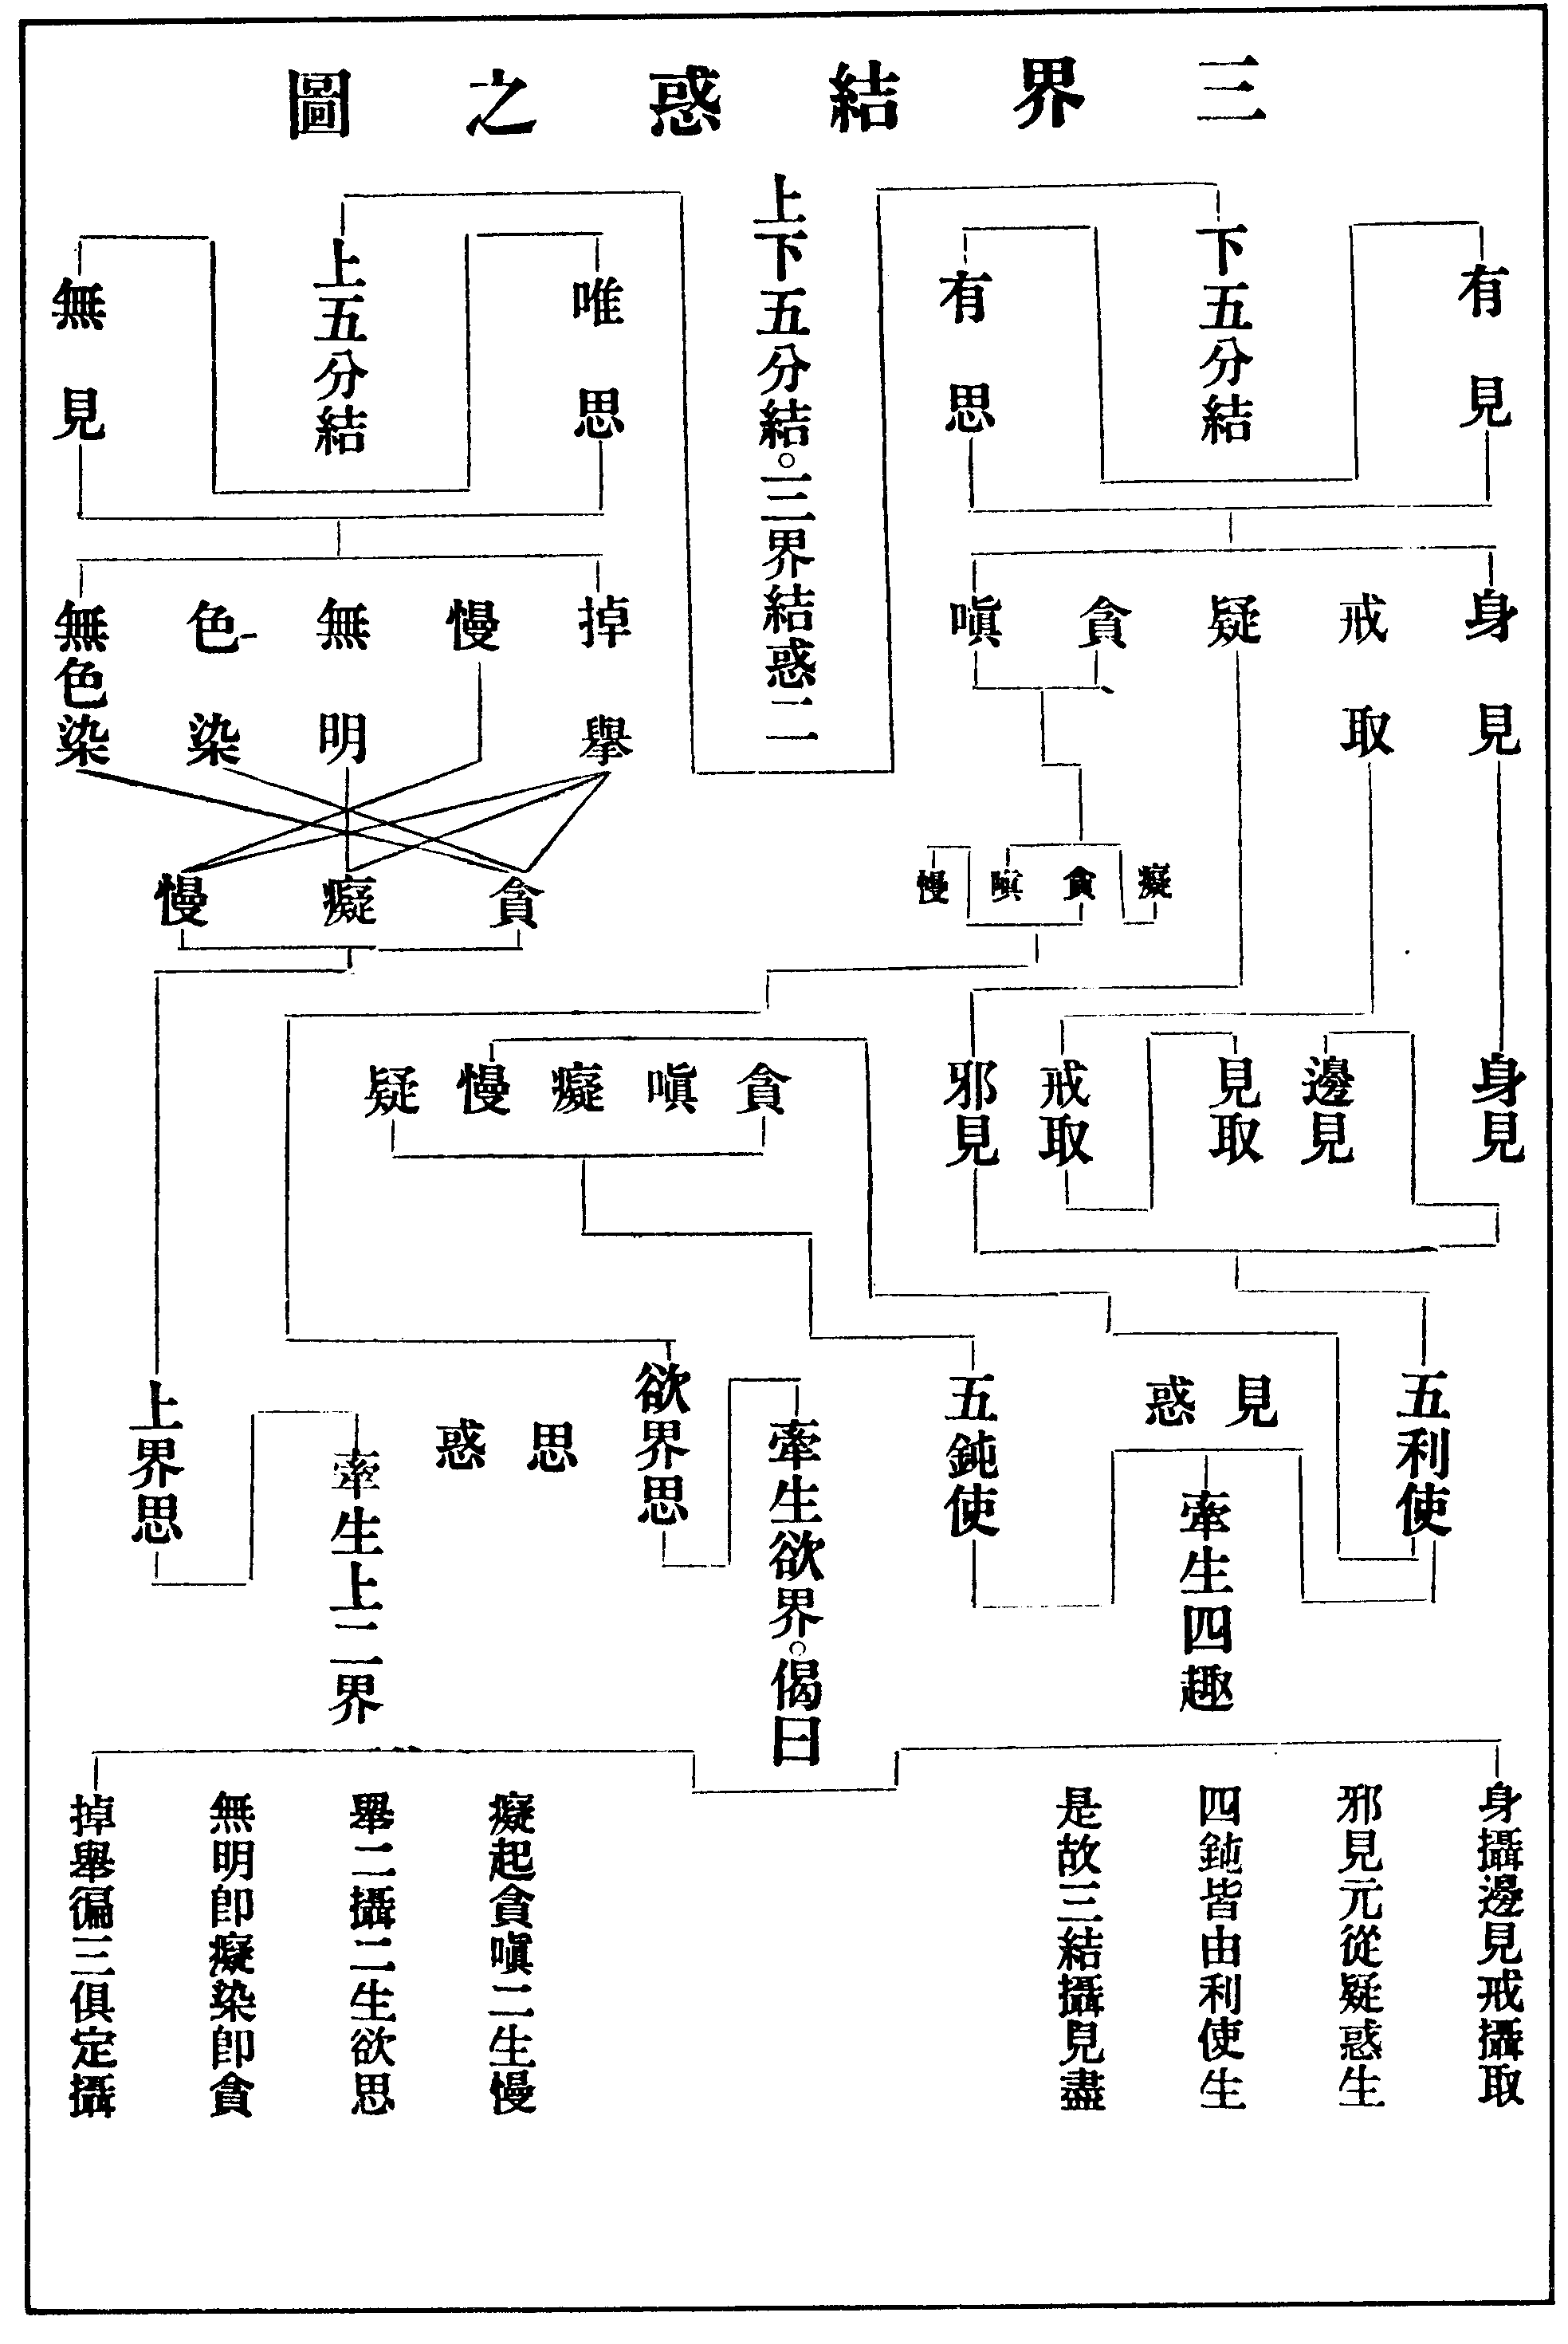 三界結惑之圖
上下五分結。三界結惑二
下五分結
有見
有思
身見
戒取
疑
貪
嗔
癡
貪
嗔
慢
身見
邊見
見取
戒取
邪見
貪
嗔
癡
慢
疑
五利使
見惑
牽生四趣
五鈍使
上五分結
唯思
無見
掉舉
慢
無明
色染
無色染
貪
癡
慢
牽生欲界。偈曰
欲界思
思惑
牽生上二界
上界思
身攝邊見戒攝取
邪見元從疑惑生
四鈍皆由利使生
是故三結攝見盡
癡起貪嗔二生慢
舉二攝二生欲思
無明卽癡染卽貪
掉舉徧三俱定攝